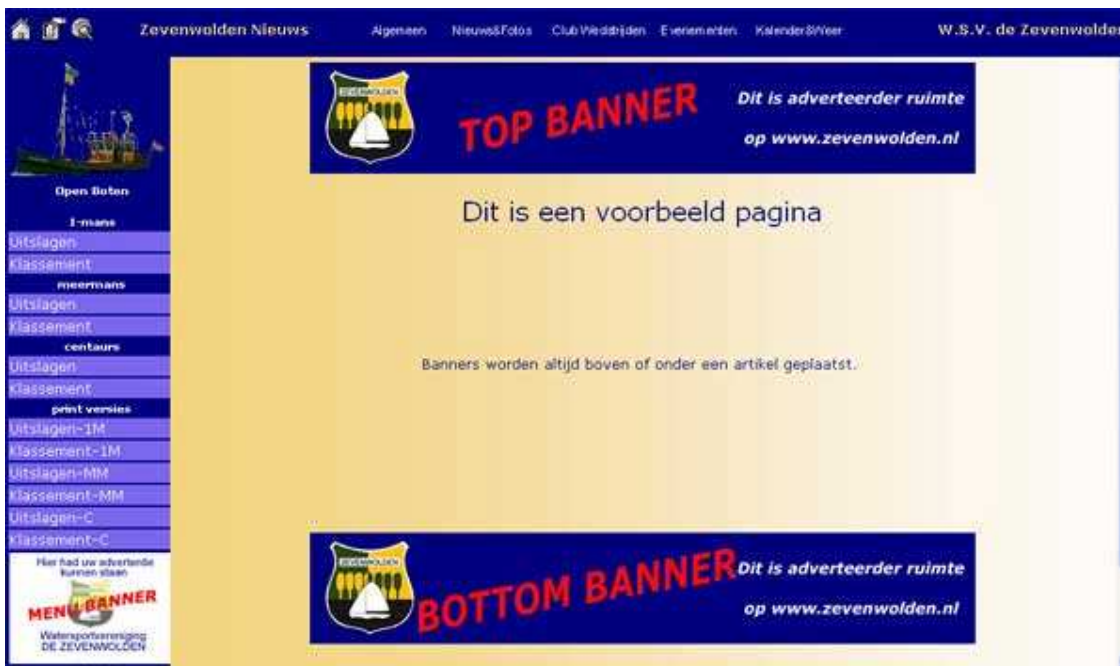 Zevenwolden Nieuws
Algemeen Nieuws&Fotos Club Wedstrijden Evenementen Kalender&Weer
W.S.V. de Zevenwolden
Open Boten
1-mans
Uitslagen
Klassement
meermans
Uitslagen
Klassement
centaurs
Uitslagen
Klassement
print versies
Uitslagen-1M
Klassement-1M
Uitslagen-MM
Klassement-MM
Uitslagen-C
Klassement-C
Hier had uw advertentie
kunnen staan
MENU BANNER
Watersportvereniging
DE ZEVENWOLDEN
ZEVENWOLDEN
TOP BANNER
Dit is adverteerder ruimte
op www.zevenwolden.nl
Dit is een voorbeeld pagina
Banners worden altijd boven of onder een artikel geplaatst.
ZEVENWOLDEN
BOTTOM BANNER
Dit is adverteerder ruimte
op www.zevenwolden.nl